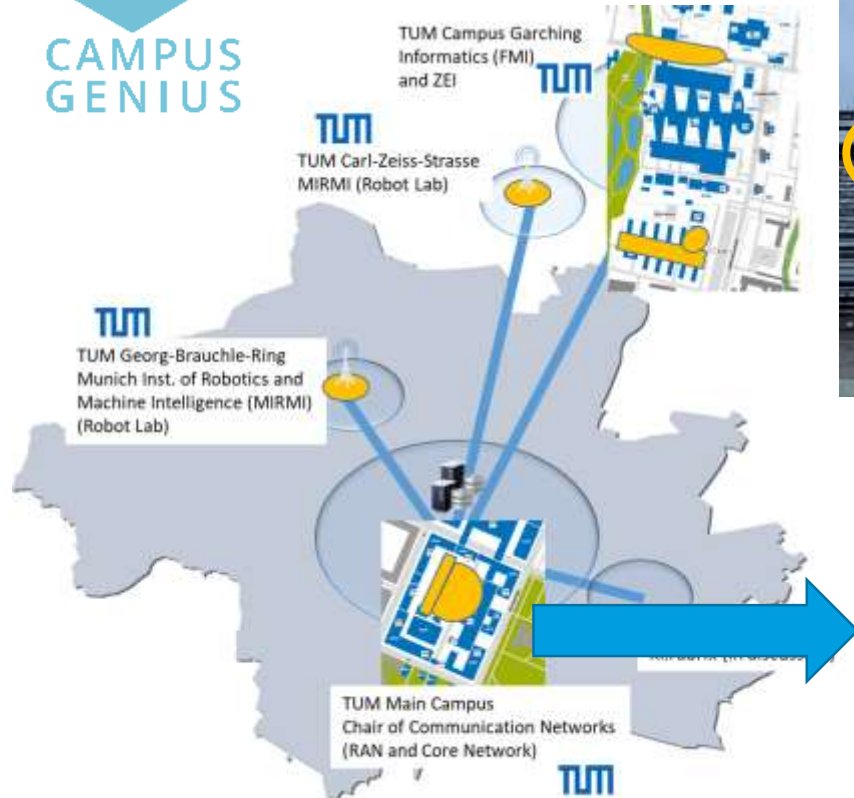 CAMPUS
GENIUS
TUM Campus Garching
Informatics (FMI)
and ZEI
TUM
TUM
TUM Carl-Zeiss-Strasse
MIRMI (Robot Lab)
TUM
TUM Georg-Brauchle-Ring
Munich Inst. of Robotics and
Machine Intelligence (MIRMI)
(Robot Lab)
TUM Main Campus
Chair of Communication Networks
(RAN and Core Network)
TUM